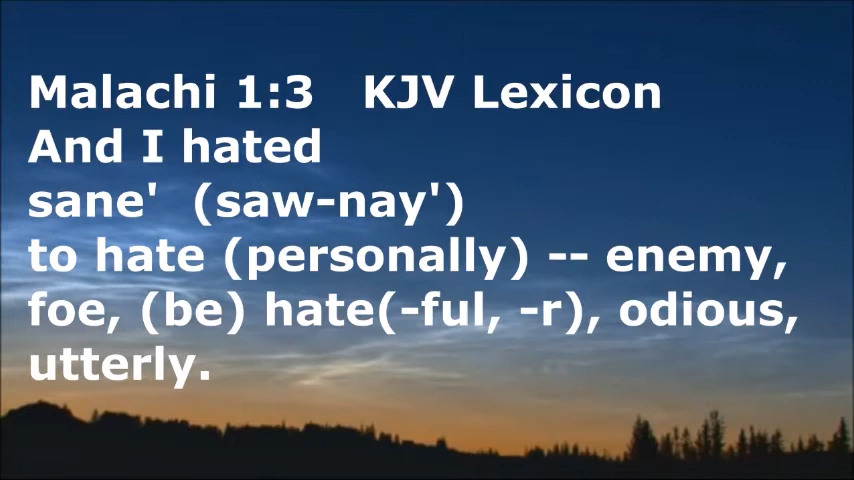 Malachi 1:3   KJV Lexicon
And I hated
sane'  (saw-nay')
to hate (personally) -- enemy,
foe, (be) hate(-ful, -r), odious,
utterly.